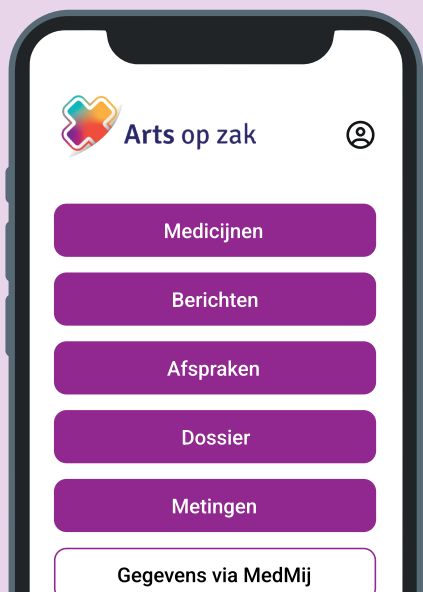 Arts op zak
Medicijnen
Berichten
Afspraken
Dossier
Metingen
Gegevens via MedMij